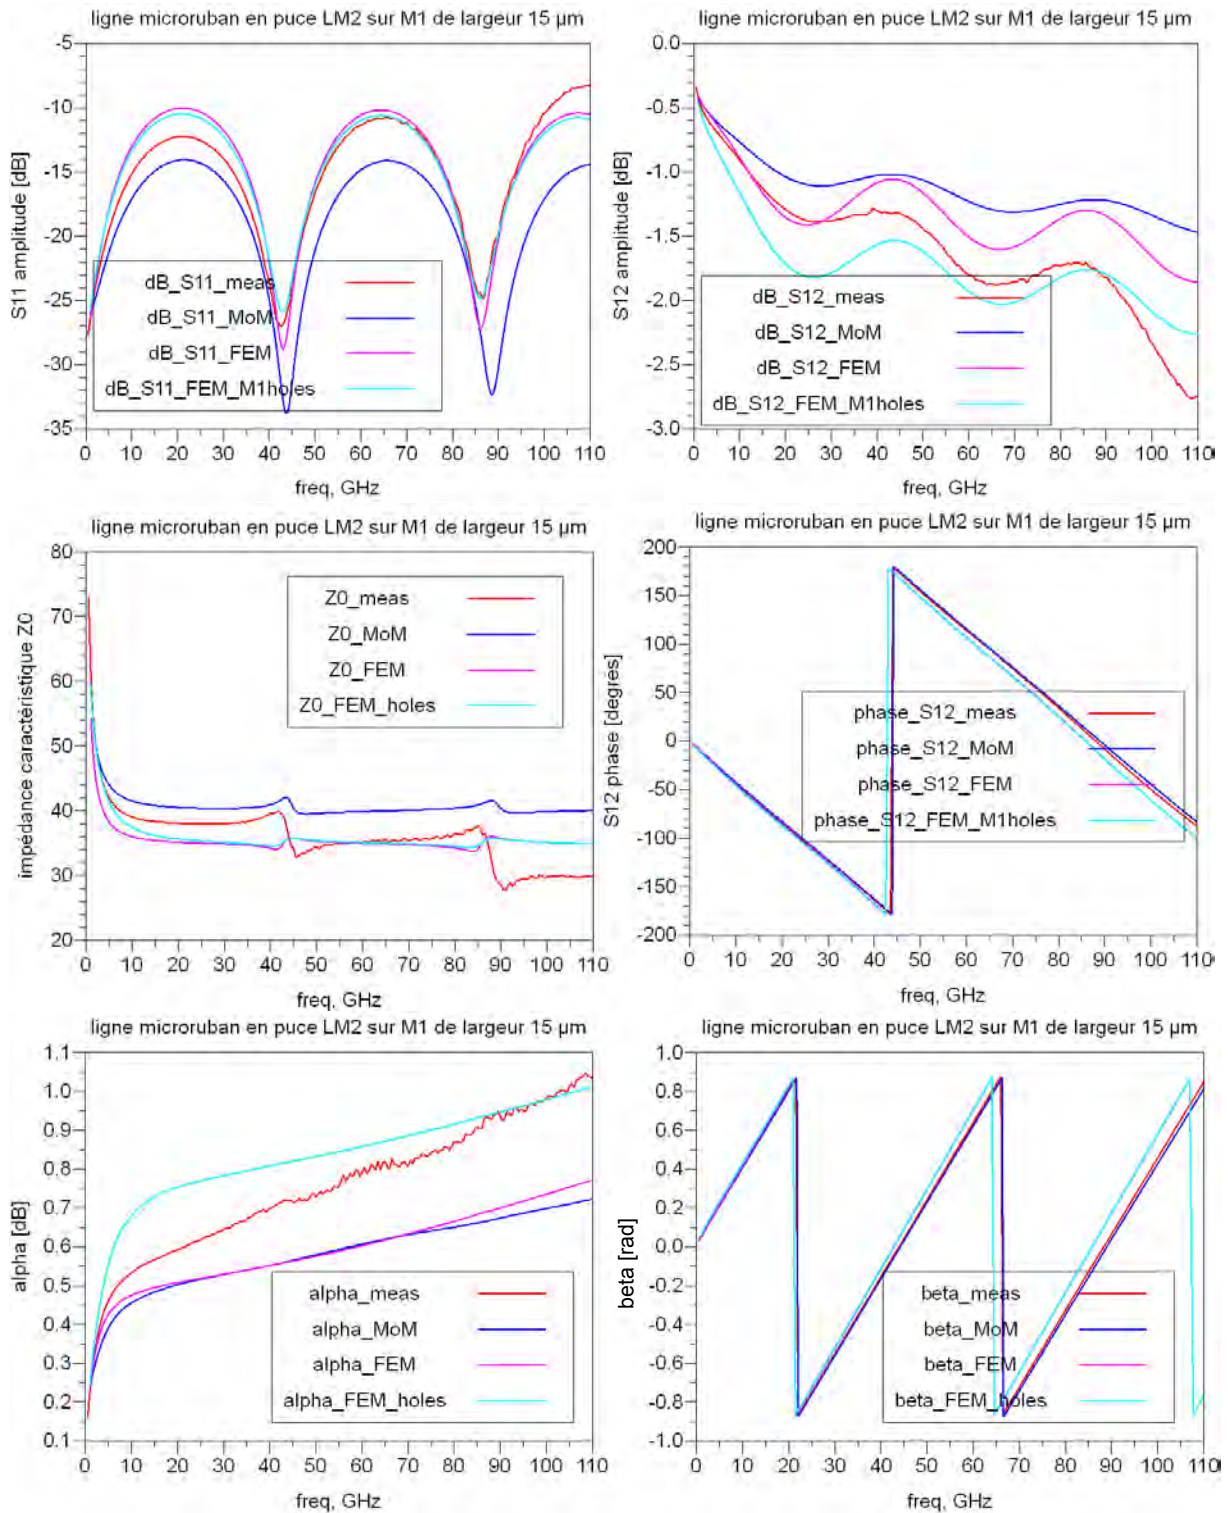 ligne microruban en puce LM2 sur M1 de largeur 15 µm
S11 amplitude [dB]
-5
-10
-15
-20
-25
-30
-35
dB_S11_meas
dB_S11_MoM
dB_S11_FEM
dB_S11_FEM_M1holes
0 10 20 30 40 50 60 70 80 90 100 110
freq, GHz
ligne microruban en puce LM2 sur M1 de largeur 15 µm
S12 amplitude [dB]
0.0
-0.5
-1.0
-1.5
-2.0
-2.5
-3.0
dB_S12_meas
dB_S12_MoM
dB_S12_FEM
dB_S12_FEM_M1holes
0 10 20 30 40 50 60 70 80 90 100 110
freq, GHz
ligne microruban en puce LM2 sur M1 de largeur 15 µm
impédance caractéristique Z0
80
70
60
50
40
30
20
Z0_meas
Z0_MoM
Z0_FEM
Z0_FEM_holes
0 10 20 30 40 50 60 70 80 90 100 110
freq, GHz
ligne microruban en puce LM2 sur M1 de largeur 15 µm
S12 phase [degrés]
200
150
100
50
0
-50
-100
-150
-200
phase_S12_meas
phase_S12_MoM
phase_S12_FEM
phase_S12_FEM_M1holes
0 10 20 30 40 50 60 70 80 90 100 110
freq, GHz
ligne microruban en puce LM2 sur M1 de largeur 15 µm
alpha [dB]
1.1
1.0
0.9
0.8
0.7
0.6
0.5
0.4
0.3
0.2
0.1
alpha_meas
alpha_MoM
alpha_FEM
alpha_FEM_holes
0 10 20 30 40 50 60 70 80 90 100 110
freq, GHz
ligne microruban en puce LM2 sur M1 de largeur 15 µm
beta [rad]
1.0
0.8
0.6
0.4
0.2
-0.0
-0.2
-0.4
-0.6
-0.8
-1.0
beta_meas
beta_MoM
beta_FEM
beta_FEM_holes
0 10 20 30 40 50 60 70 80 90 100 110
freq, GHz